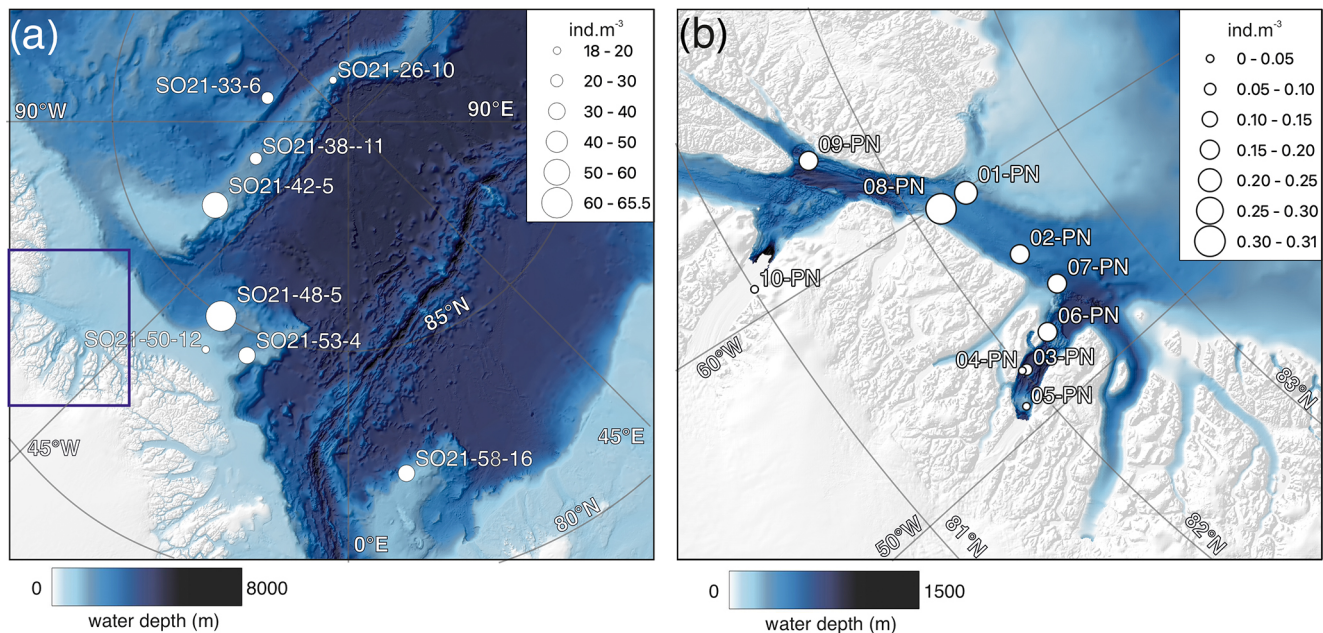 (a)
ind.m-3
18 - 20
20 - 30
30 - 40
40 - 50
50 - 60
60 - 65.5
SO21-26-10
SO21-33-6
90°W
90°E
SO21-38--11
SO21-42-5
SO21-48-5
85°N
SO21-50-12
SO21-53-4
45°W
45°E
SO21-58-16
80°N
0°E
0
8000
water depth (m)
(b)
ind.m-3
0 - 0.05
0.05 - 0.10
0.10 - 0.15
0.15 - 0.20
0.20 - 0.25
0.25 - 0.30
0.30 - 0.31
09-PN
08-PN
01-PN
02-PN
07-PN
10-PN
06-PN
60°W
04-PN
03-PN
05-PN
83°N
50°W
81°N
82°N
0
1500
water depth (m)